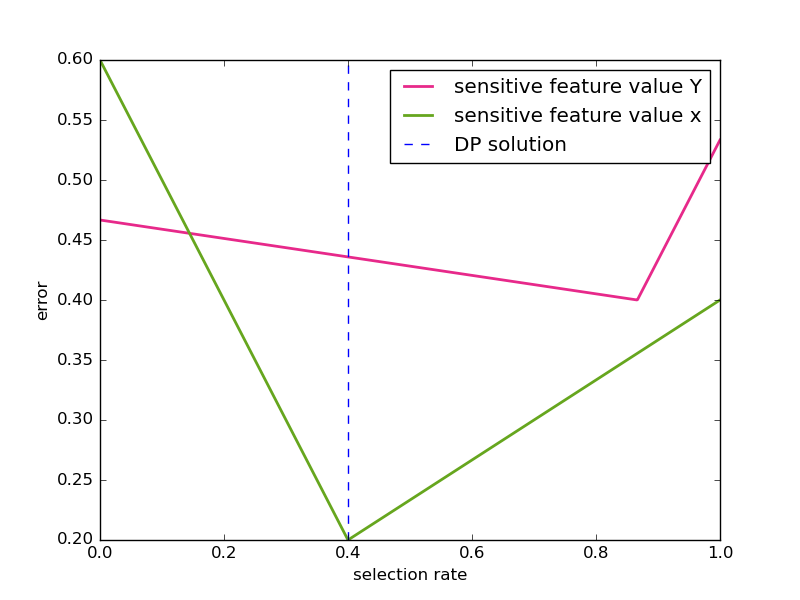 0.60
0.55
0.50
0.45
0.40
0.35
0.30
0.25
0.20
error
sensitive feature value Y
sensitive feature value x
DP solution
0.0 0.2 0.4 0.6 0.8 1.0
selection rate